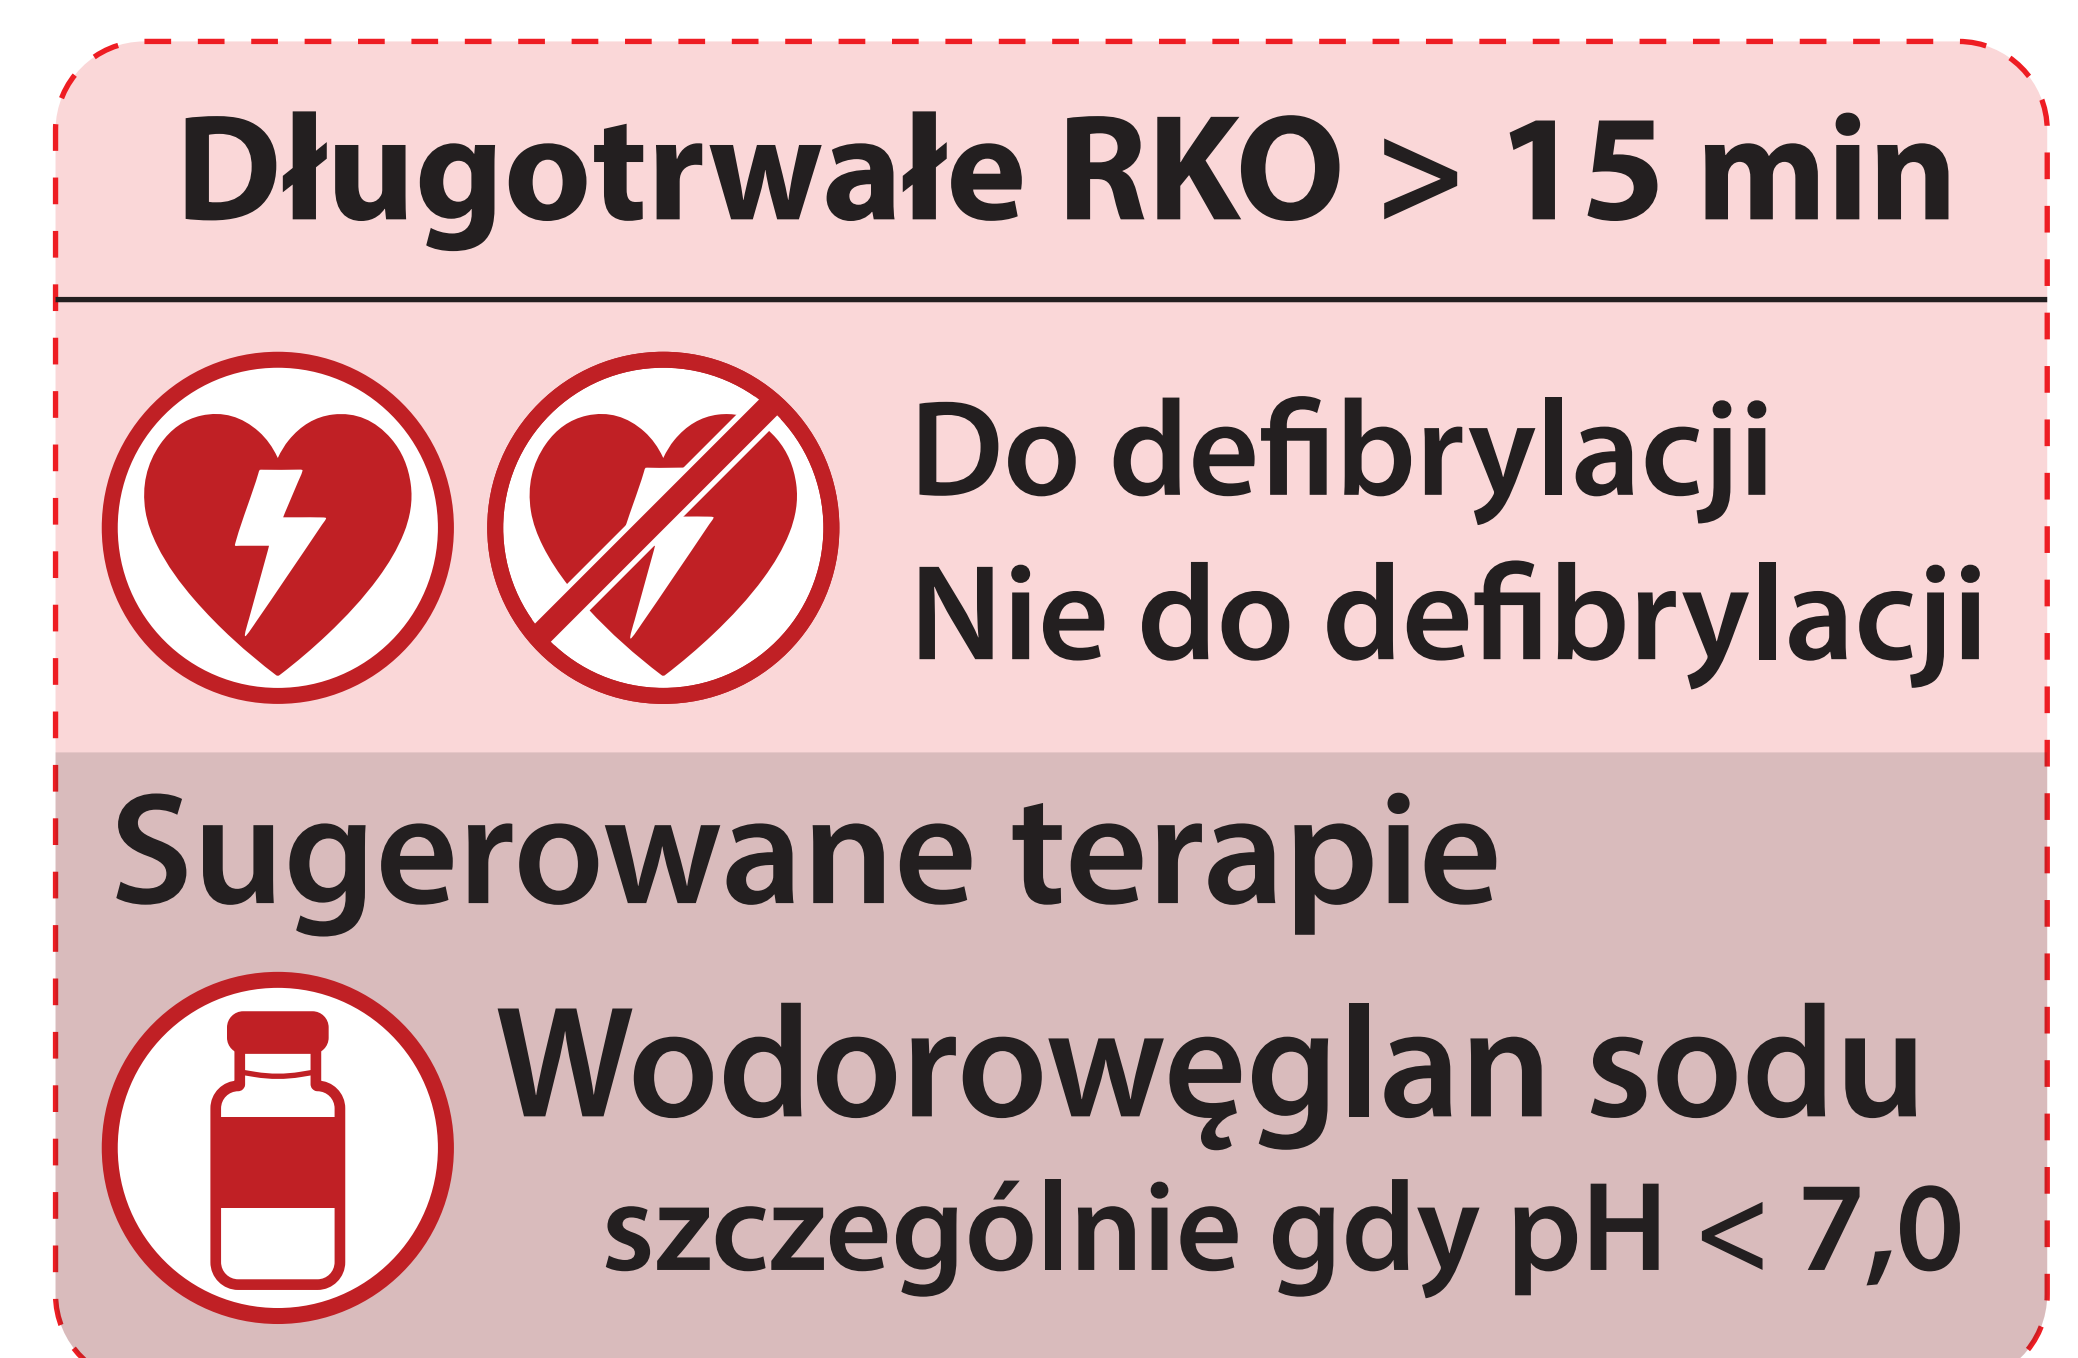 Długotrwałe RKO > 15 min
Do defibrylacji
Nie do defibrylacji
Sugerowane terapie
Wodorowęglan sodu
szczególnie gdy pH < 7,0